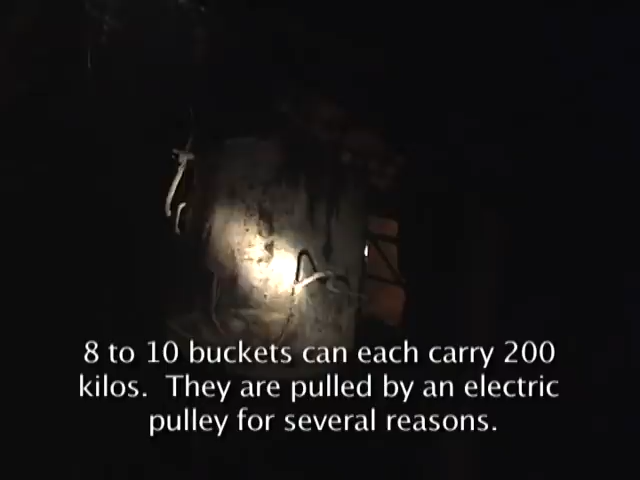 8 to 10 buckets can each carry 200
kilos.  They are pulled by an electric
pulley for several reasons.